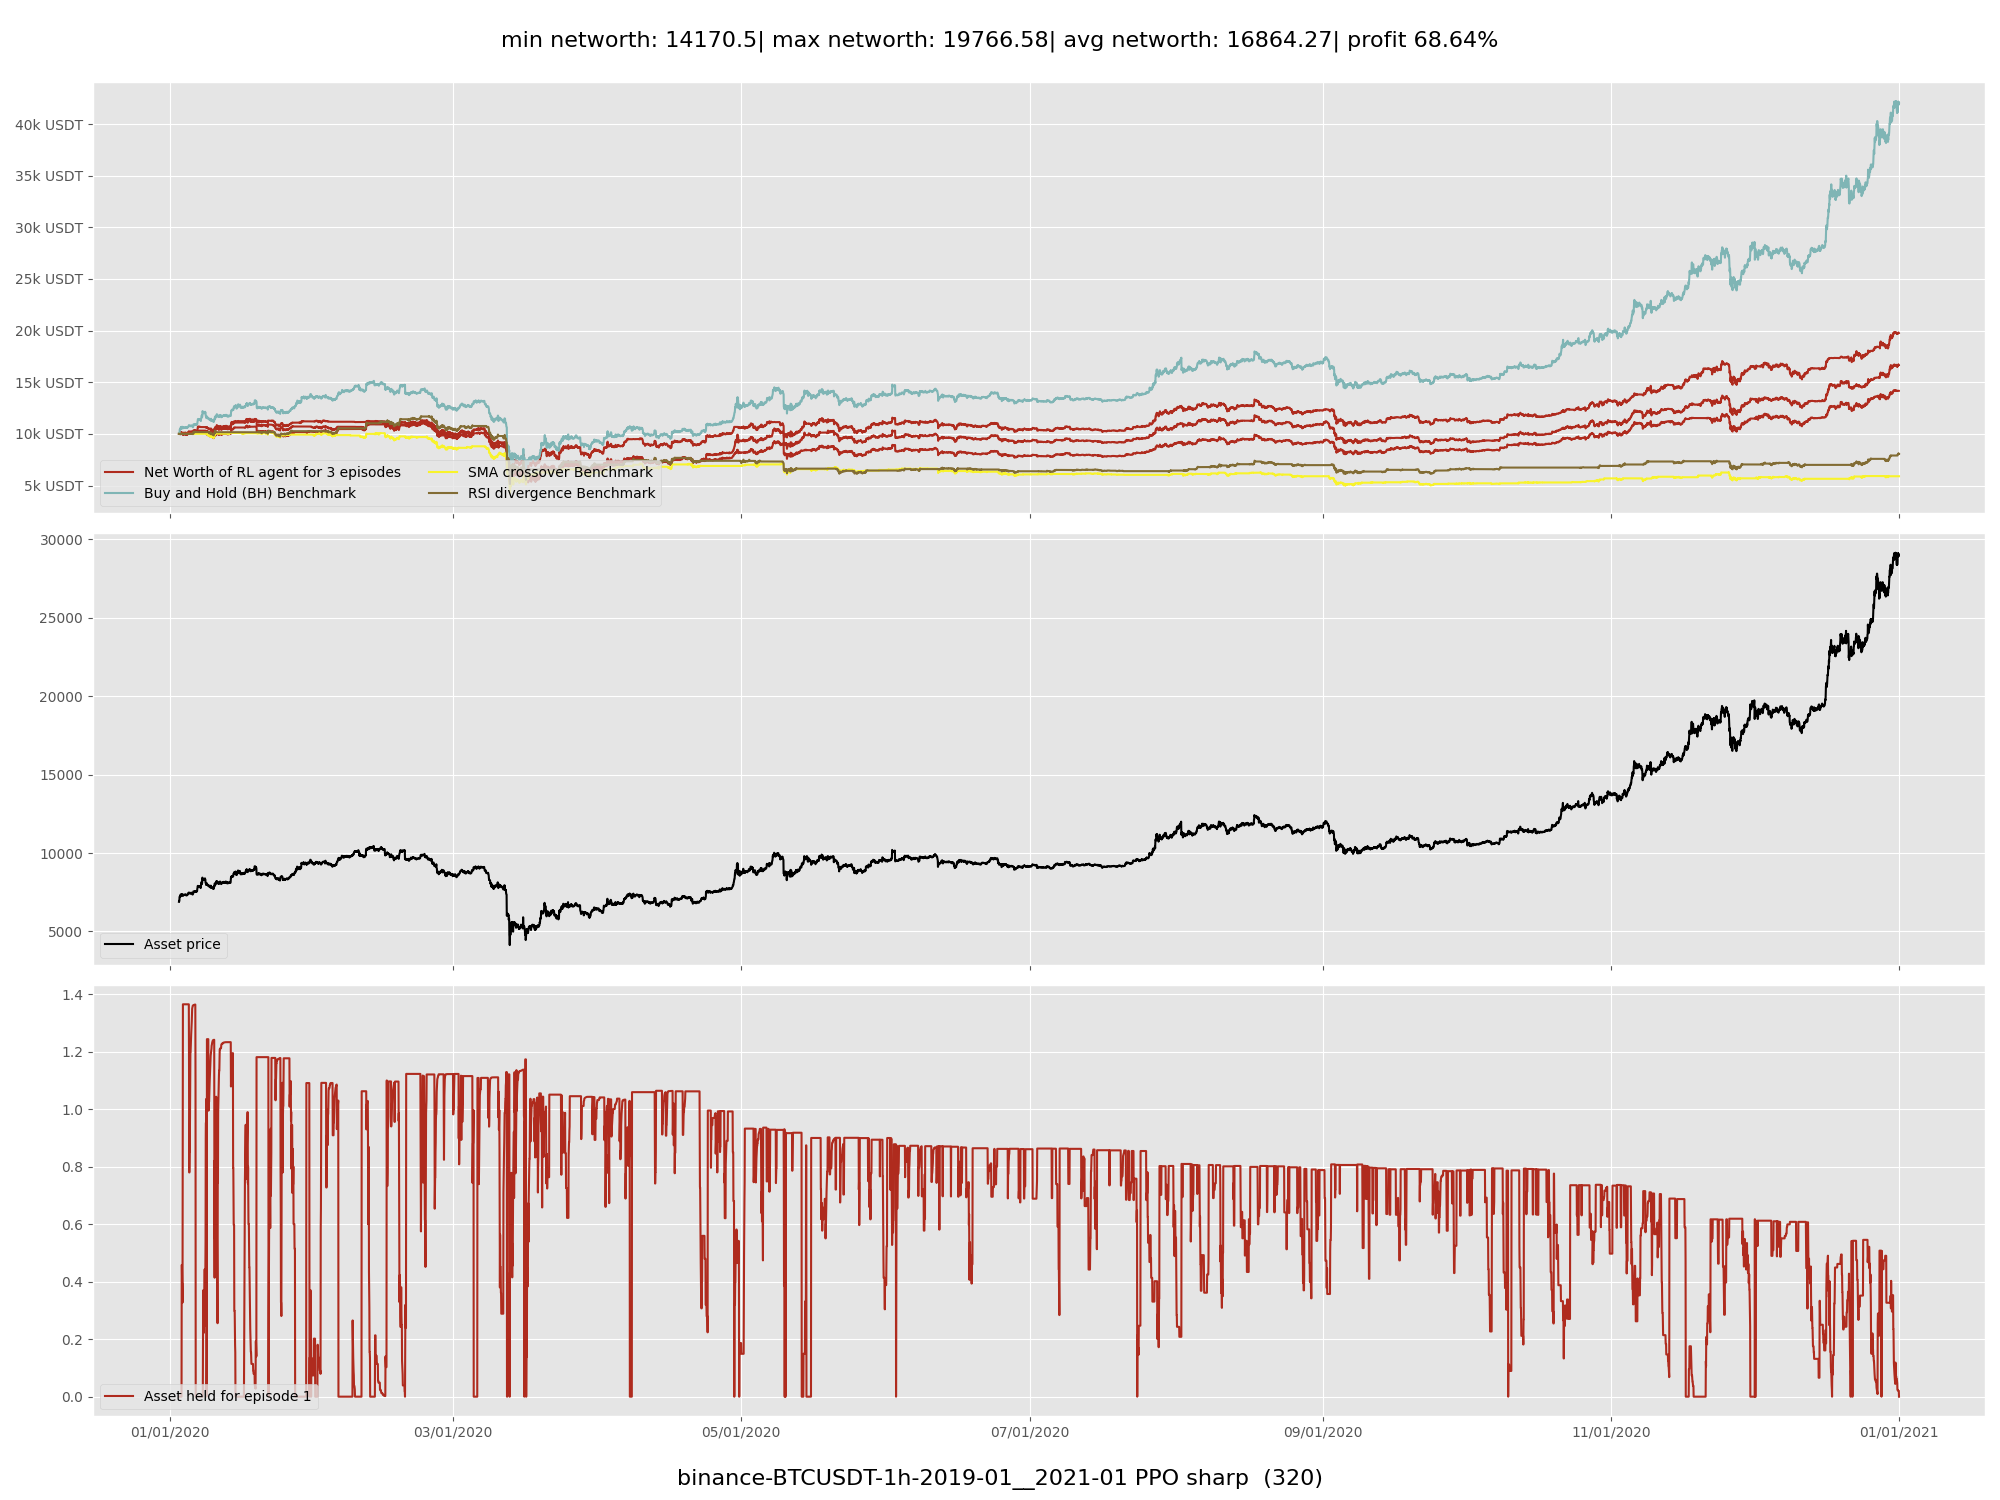 min networth: 14170.5| max networth: 19766.58| avg networth: 16864.27| profit 68.64%
40k USDT
35k USDT
30k USDT
25k USDT
20k USDT
15k USDT
10k USDT
5k USDT
Net Worth of RL agent for 3 episodes
Buy and Hold (BH) Benchmark
SMA crossover Benchmark
RSI divergence Benchmark
30000
25000
20000
15000
10000
5000
Asset price
1.4
1.2
1.0
0.8
0.6
0.4
0.2
0.0
Asset held for episode 1
01/01/2020
03/01/2020
05/01/2020
07/01/2020
09/01/2020
11/01/2020
01/01/2021
binance-BTCUSDT-1h-2019-01__2021-01 PPO sharp  (320)